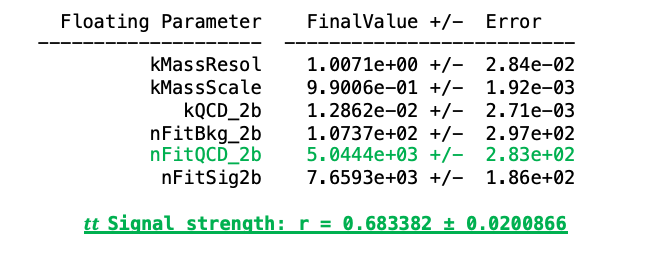 Floating Parameter FinalValue +/- Error
-------------------- --------------------------
kMassResol 1.0071e+00 +/- 2.84e-02
kMassScale 9.9006e-01 +/- 1.92e-03
kQCD_2b 1.2862e-02 +/- 2.71e-03
nFitBkg_2b 1.0737e+02 +/- 2.97e+02
nFitQCD_2b 5.0444e+03 +/- 2.83e+02
nFitSig2b 7.6593e+03 +/- 1.86e+02
tt Signal strength: r = 0.683382 ± 0.0200866